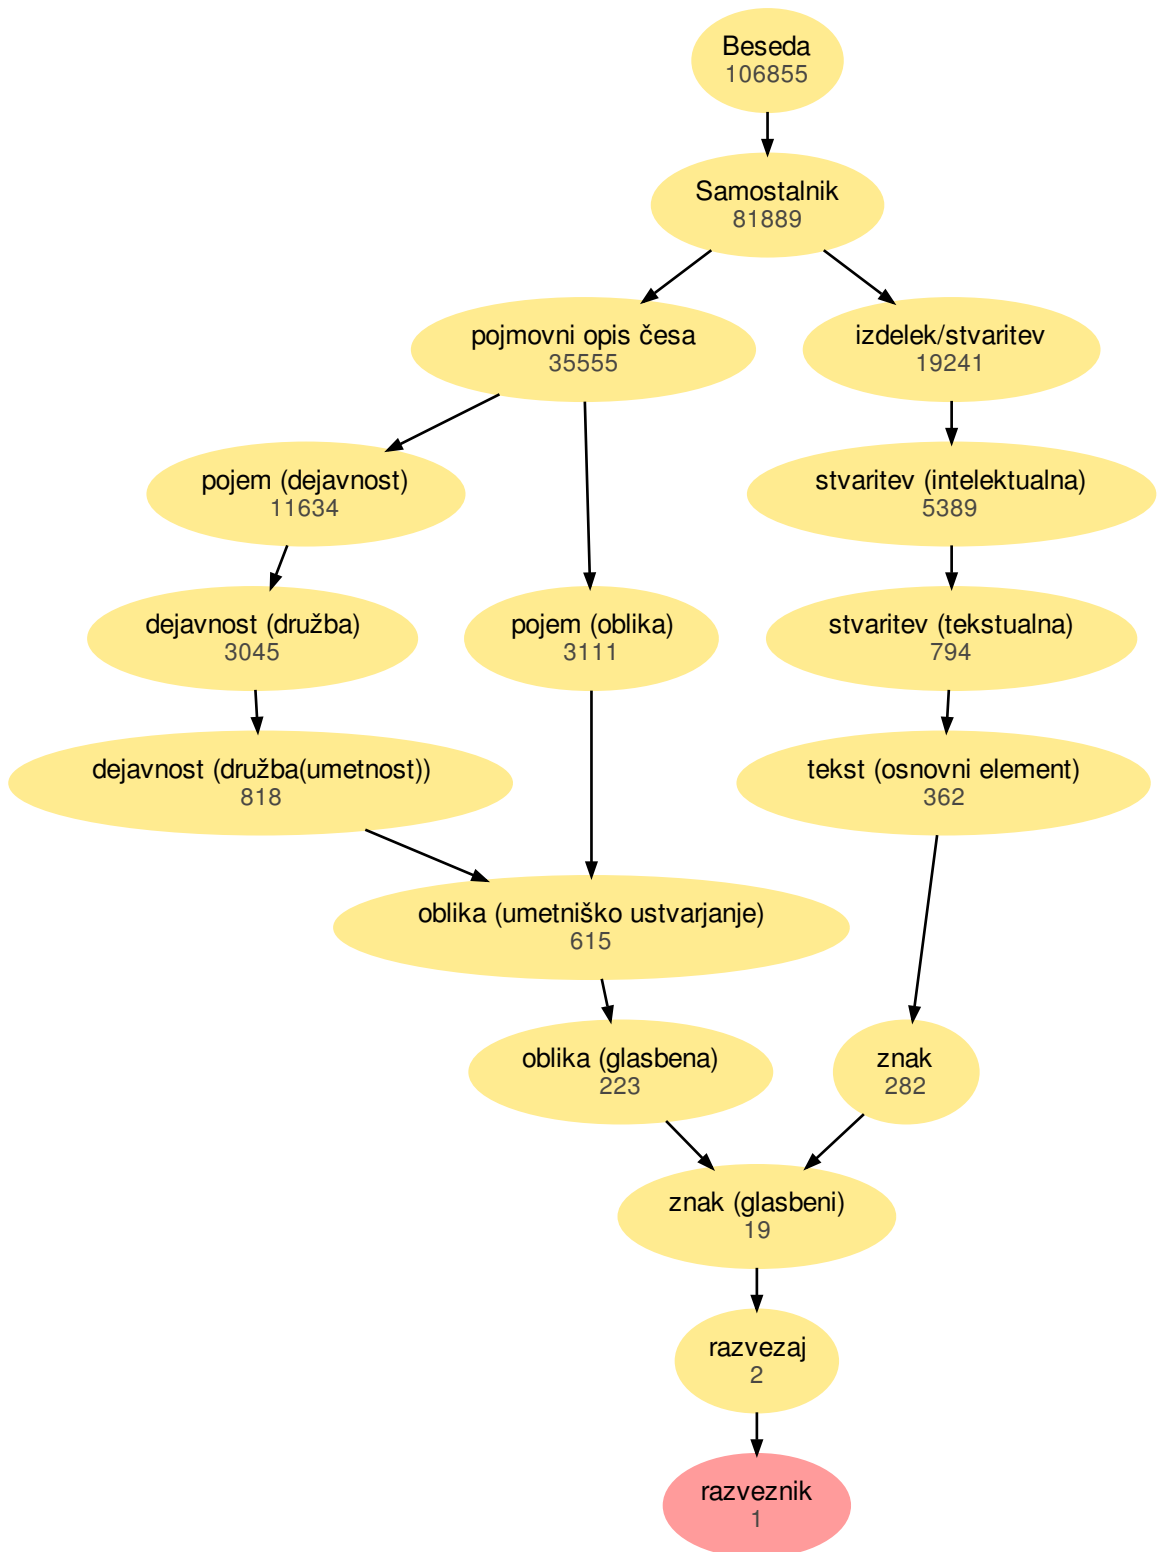 Beseda
106855
Samostalnik
81889
pojmovni opis česa
35555
izdelek/stvaritev
19241
pojem (dejavnost)
11634
stvaritev (intelektualna)
5389
dejavnost (družba)
3045
pojem (oblika)
3111
stvaritev (tekstualna)
794
dejavnost (družba(umetnost))
818
tekst (osnovni element)
362
oblika (umetniško ustvarjanje)
615
oblika (glasbena)
223
znak
282
znak (glasbeni)
19
razvezaj
2
razveznik
1